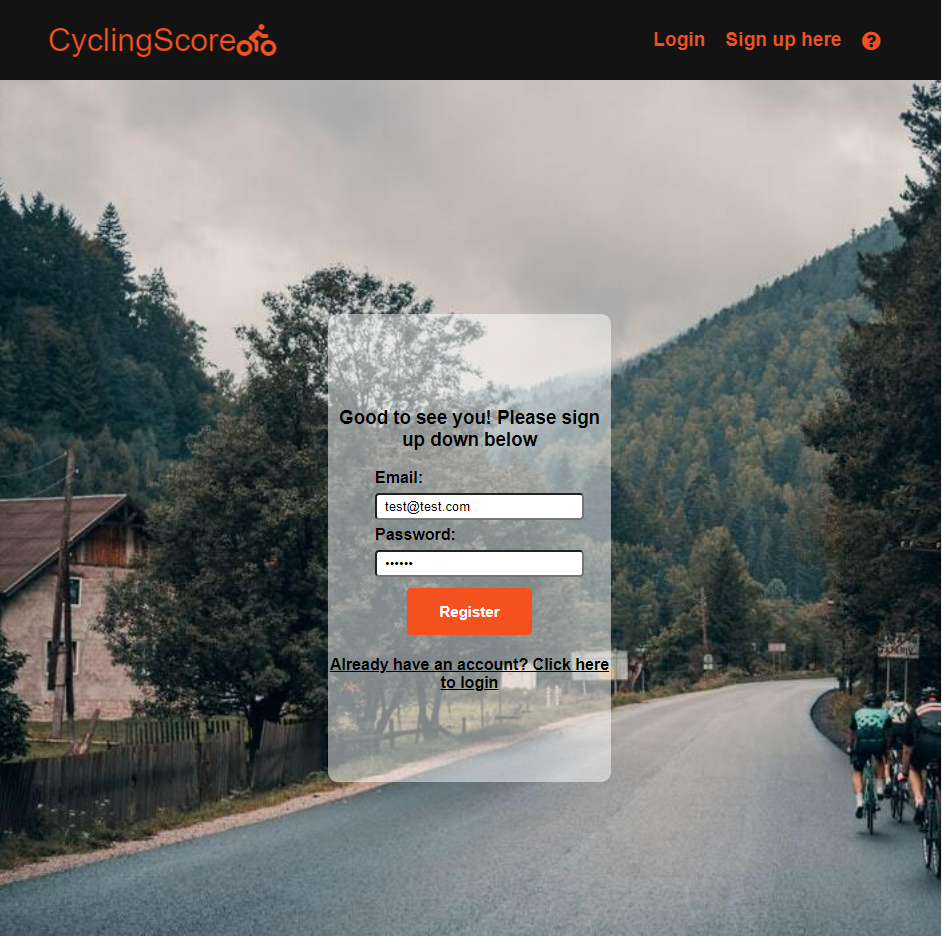 CyclingScore
Login Sign up here
Good to see you! Please sign
up down below
Email:
test@test.com
Password:
••••••
Register
Already have an account? Click here
to login